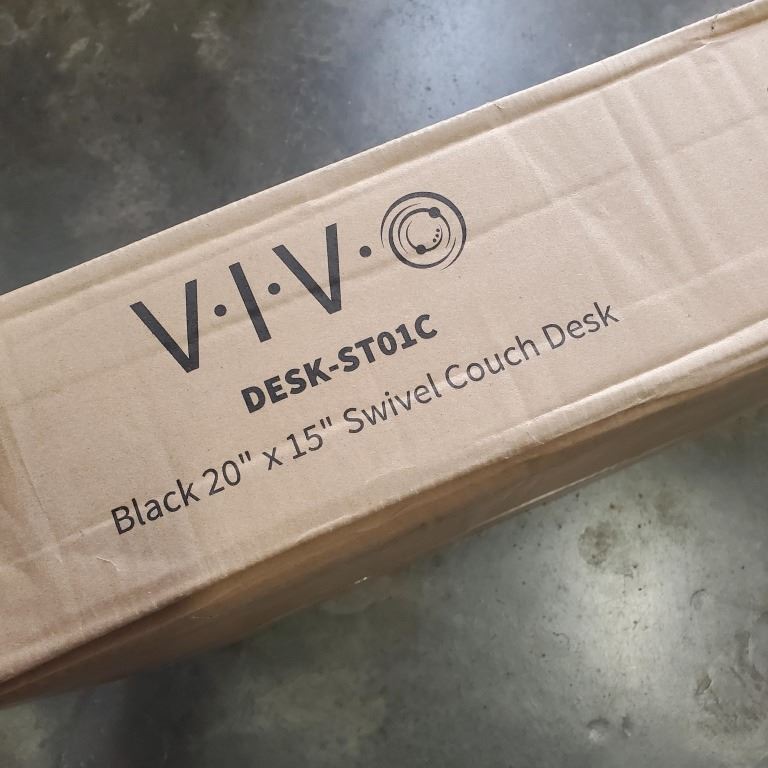 V·I·V·O
DESK-ST01C
Black 20" x 15" Swivel Couch Desk